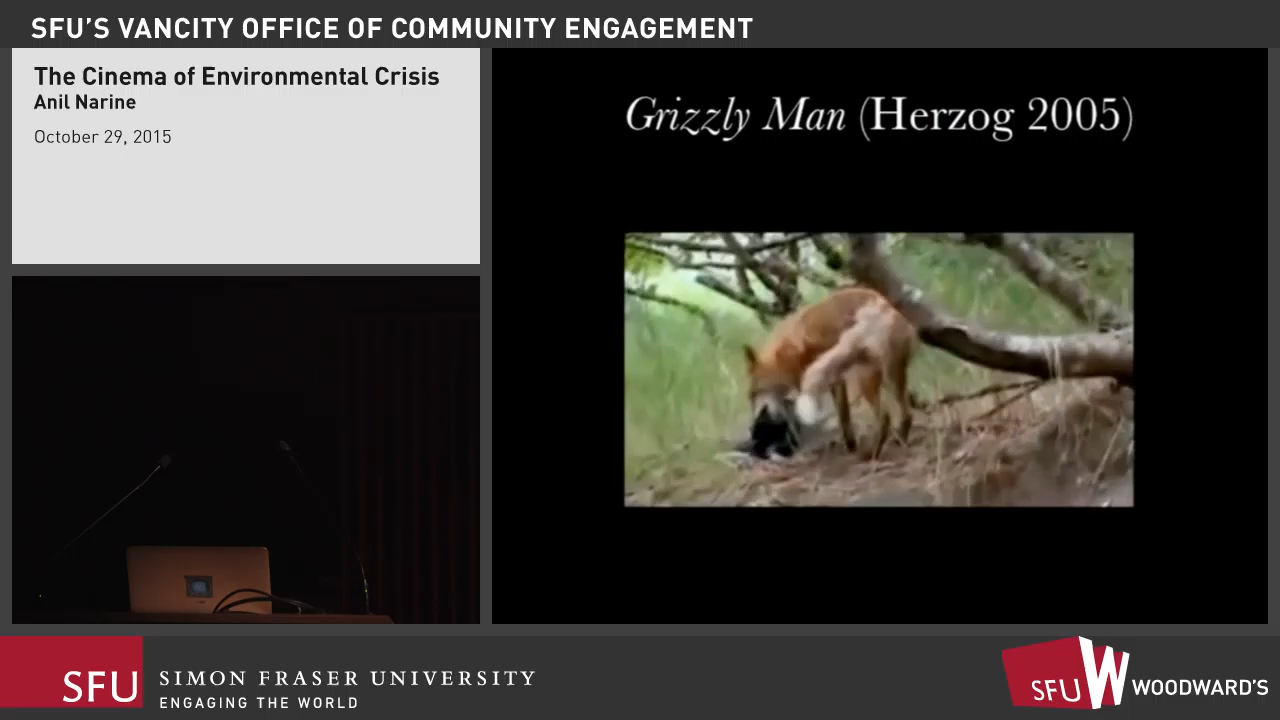 SFU'S VANCITY OFFICE OF COMMUNITY ENGAGEMENT
The Cinema of Environmental Crisis
Anil Narine
October 29, 2015
Grizzly Man (Herzog 2005)
SFU
SIMON FRASER UNIVERSITY
ENGAGING THE WORLD
SFU W WOODWARD'S